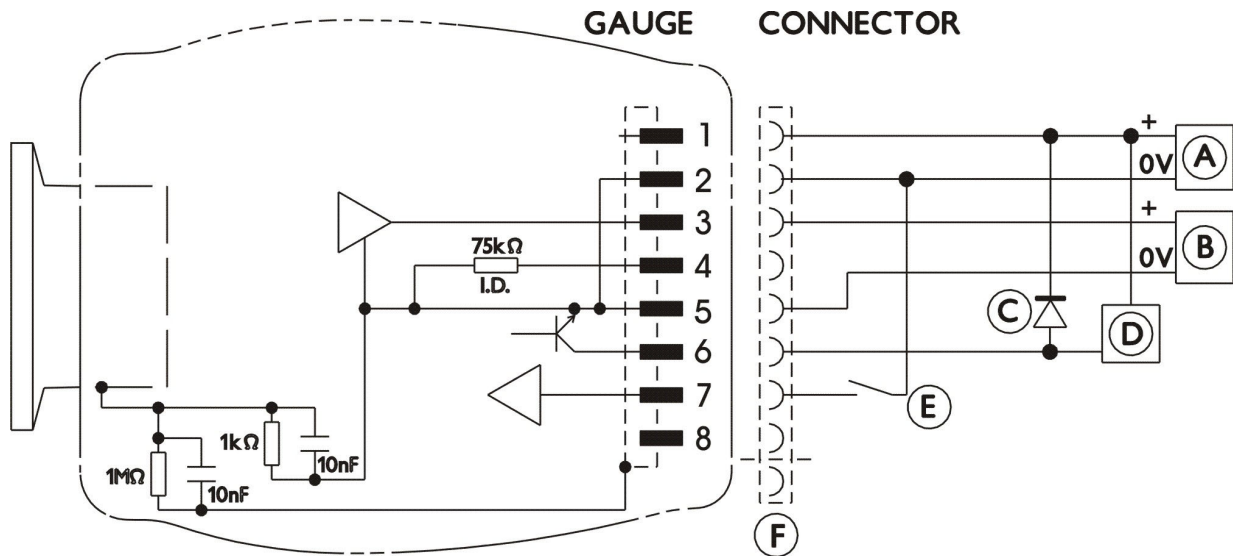 GAUGE CONNECTOR
1
+
A
2
0V
3
+
75kΩ
4
B
I.D.
0V
5
C
D
6
7
E
1kΩ
8
10nF
1MΩ
10nF
F